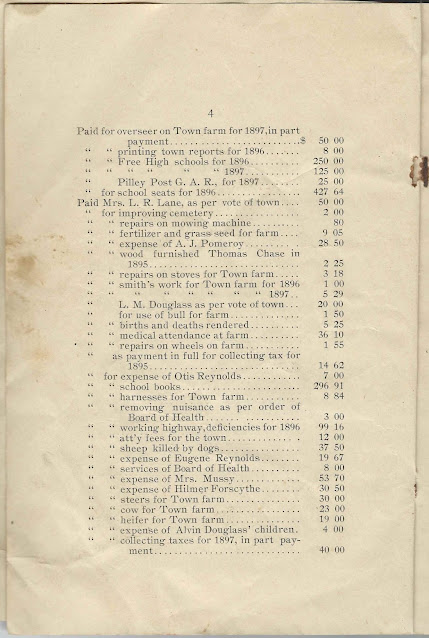 4
Paid for overseer on Town farm for 1897, in part
payment..........................$ 50 00
" " printing town reports for 1896....... 8 00
" " Free High schools for 1896.......... 250 00
" " " " " " 1897.......... 125 00
" Pilley Post G. A. R., for 1897........ 25 00
" for school seats for 1896................ 427 64
Paid Mrs. L. R. Lane, as per vote of town.... 50 00
" for improving cemetery................. 2 00
" " repairs on mowing machine.......... 80
" " fertilizer and grass seed for farm.... 9 05
" " expense of A. J. Pomeroy.......... 28 50
" " wood furnished Thomas Chase in
1895.............................. 2 25
" " repairs on stoves for Town farm..... 3 18
" " smith's work for Town farm for 1896 1 00
" " " " " " " 1897.. 5 29
" L. M. Douglass as per vote of town... 20 00
" for use of bull for farm.............. 1 50
" " births and deaths rendered.......... 5 25
" " medical attendance at farm.......... 36 10
" " repairs on wheels on farm........... 1 55
" as payment in full for collecting tax for
1895.............................. 14 62
" for expense of Otis Reynolds........... 7 00
" " school books........................ 296 91
" " harnesses for Town farm........... 8 84
" " removing nuisance as per order of
Board of Health................... 3 00
" " working highway, deficiencies for 1896 99 16
" " att'y fees for the town............... 12 00
" " sheep killed by dogs................. 37 50
" " expense of Eugene Reynolds........ 19 67
" " services of Board of Health.......... 8 00
" " expense of Mrs. Mussy............. 53 70
" " expense of Hilmer Forscythe........ 30 50
" " steers for Town farm................ 30 00
" " cow for Town farm................. 23 00
" " heifer for Town farm............... 19 00
" " expense of Alvin Douglass' children. 4 00
" " collecting taxes for 1897, in part pay-
ment............................. 40 00